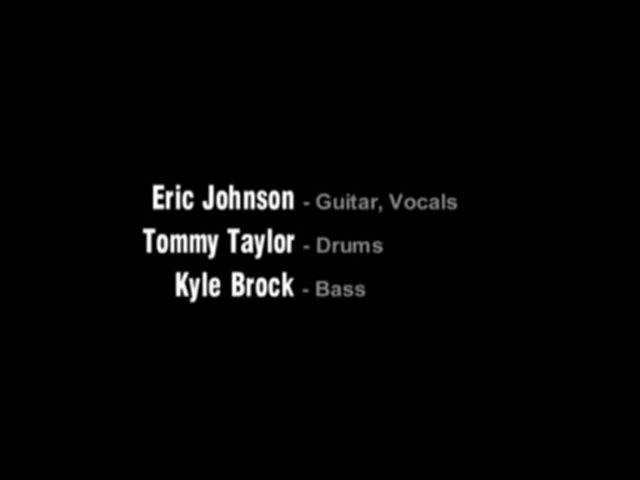 Eric Johnson - Guitar, Vocals
Tommy Taylor - Drums
Kyle Brock - Bass